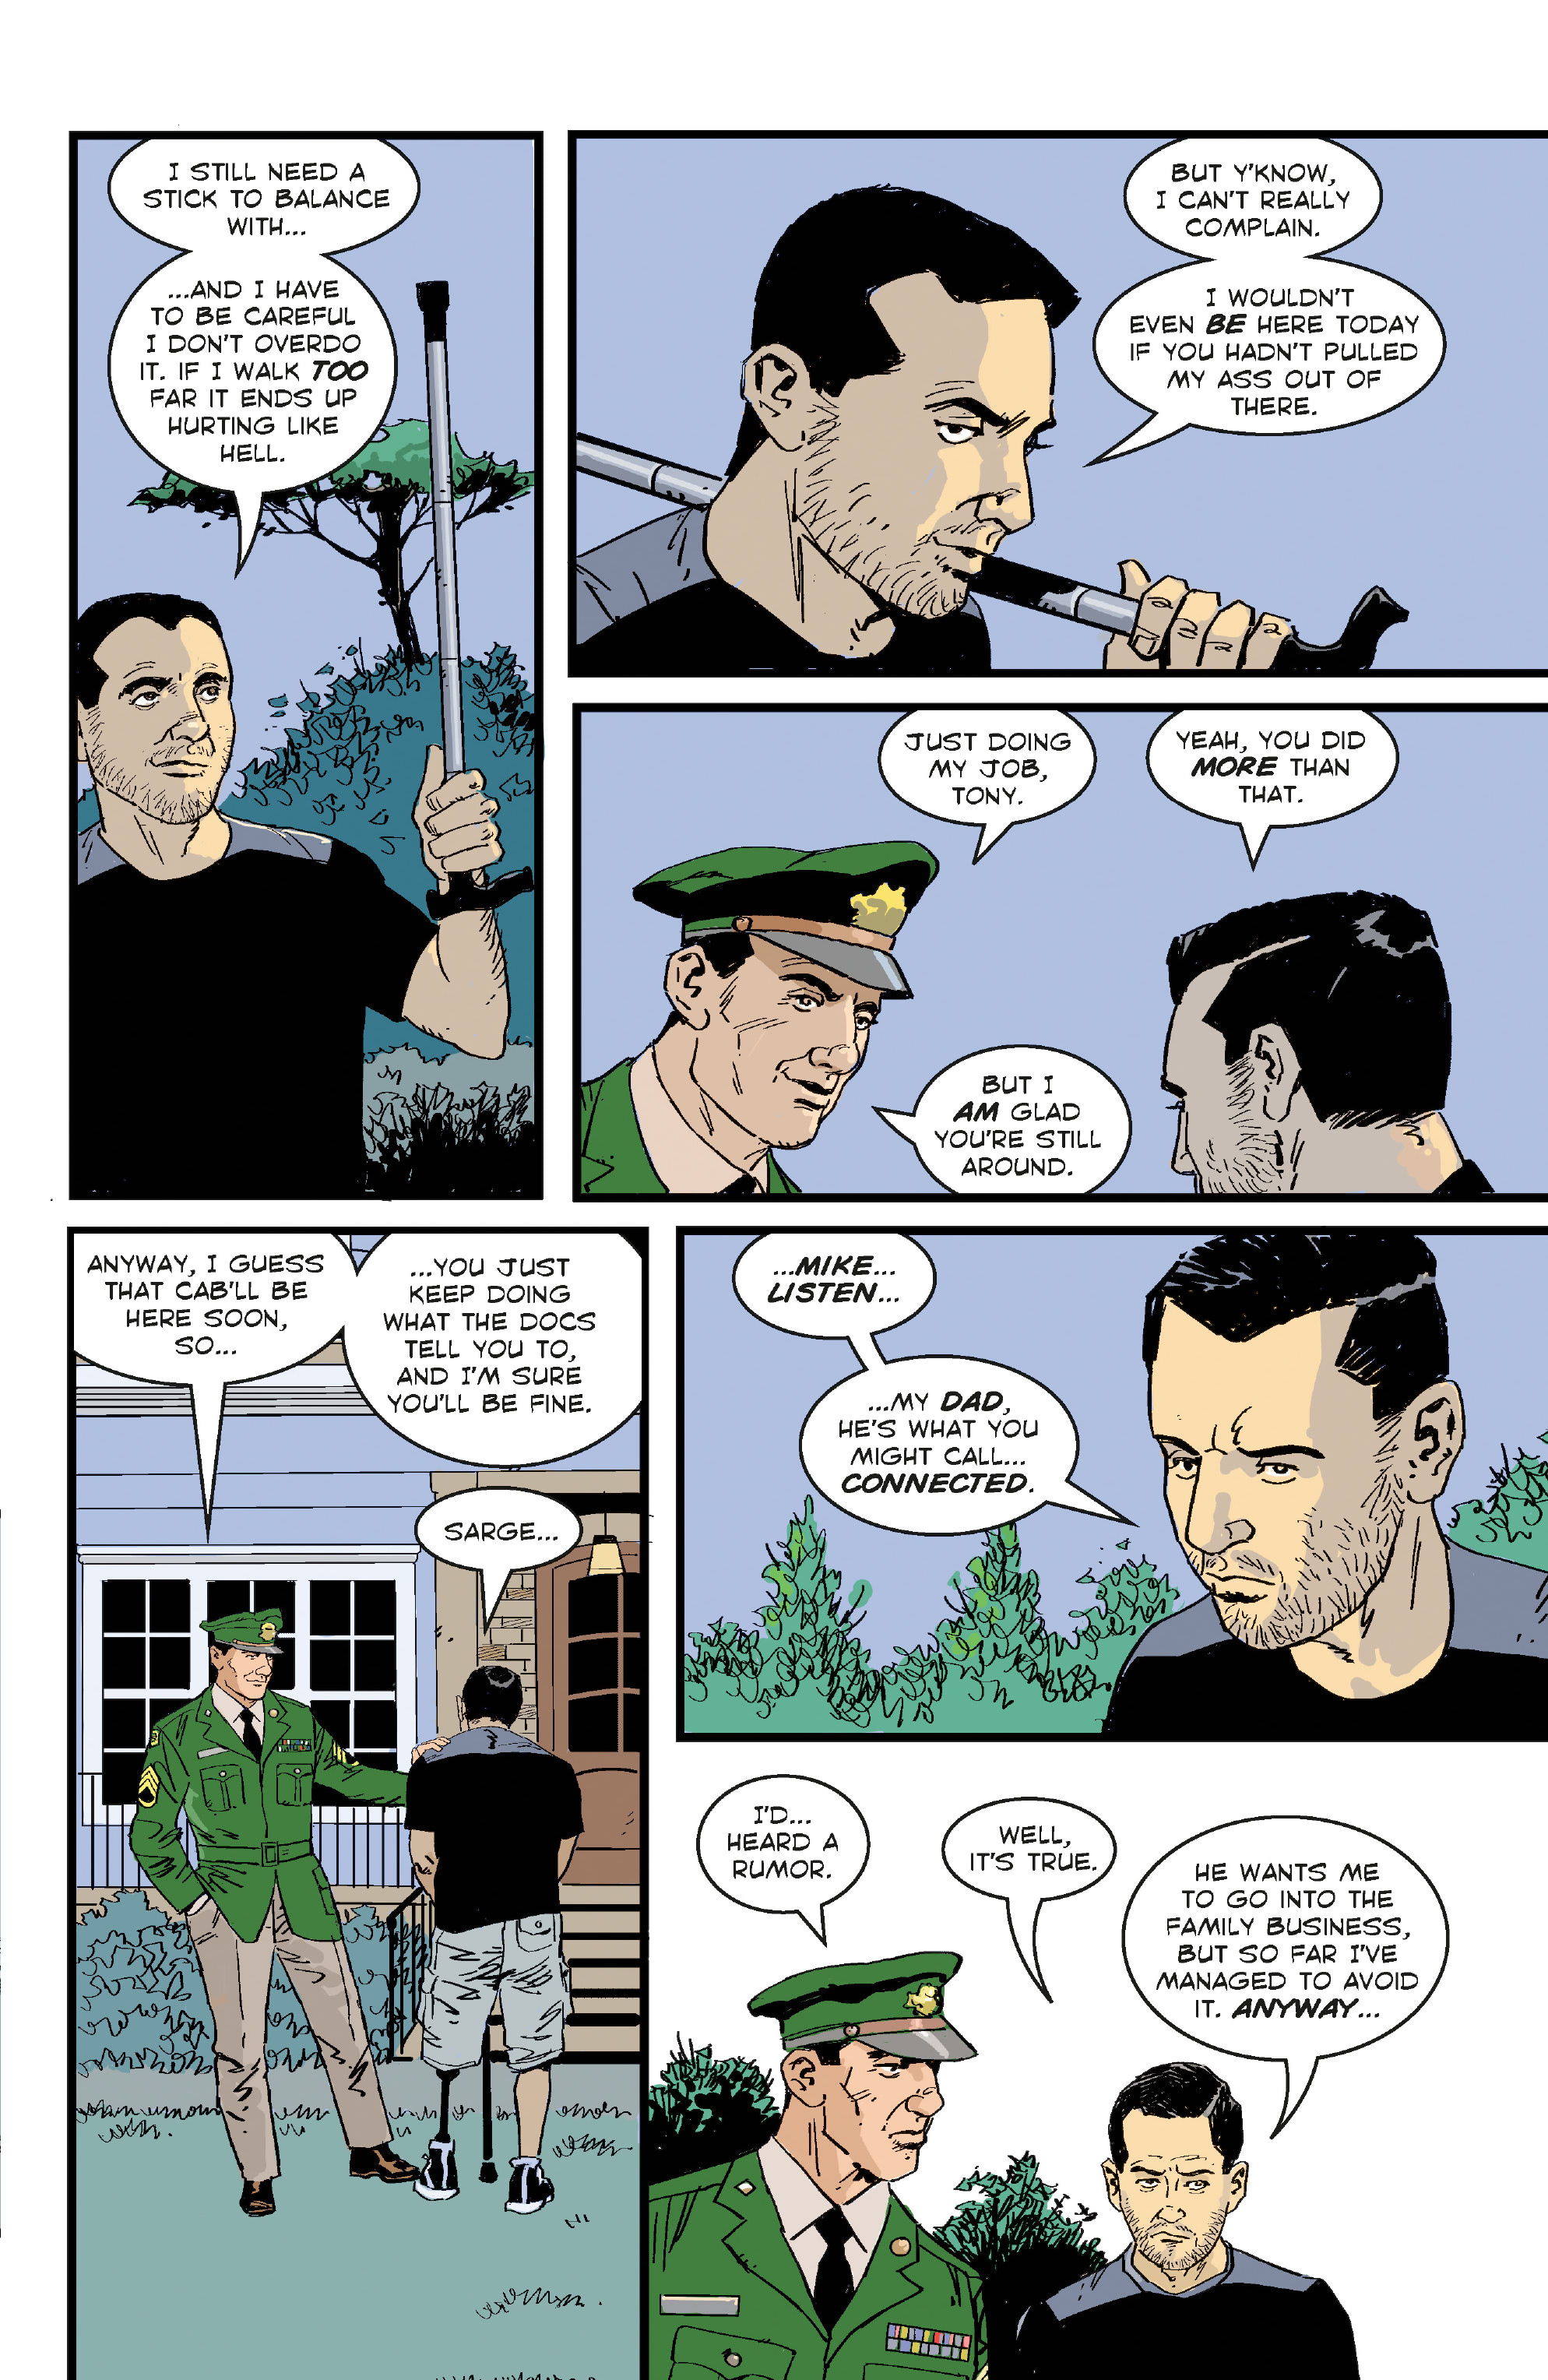 I STILL NEED A
STICK TO BALANCE
WITH...
...AND I HAVE
TO BE CAREFUL
I DON'T OVERDO
IT. IF I WALK TOO
FAR IT ENDS UP
HURTING LIKE
HELL.
BUT Y'KNOW,
I CAN'T REALLY
COMPLAIN.
I WOULDN'T
EVEN BE HERE TODAY
IF YOU HADN'T PULLED
MY ASS OUT OF
THERE.
JUST DOING
MY JOB,
TONY.
YEAH, YOU DID
MORE THAN
THAT.
BUT I
AM GLAD
YOU'RE STILL
AROUND.
ANYWAY, I GUESS
THAT CAB'LL BE
HERE SOON,
SO...
...YOU JUST
KEEP DOING
WHAT THE DOCS
TELL YOU TO,
AND I'M SURE
YOU'LL BE FINE.
SARGE...
...MIKE...
LISTEN...
...MY DAD,
HE'S WHAT YOU
MIGHT CALL...
CONNECTED.
I'D...
HEARD A
RUMOR.
WELL,
IT'S TRUE.
HE WANTS ME
TO GO INTO THE
FAMILY BUSINESS,
BUT SO FAR I'VE
MANAGED TO AVOID
IT. ANYWAY...